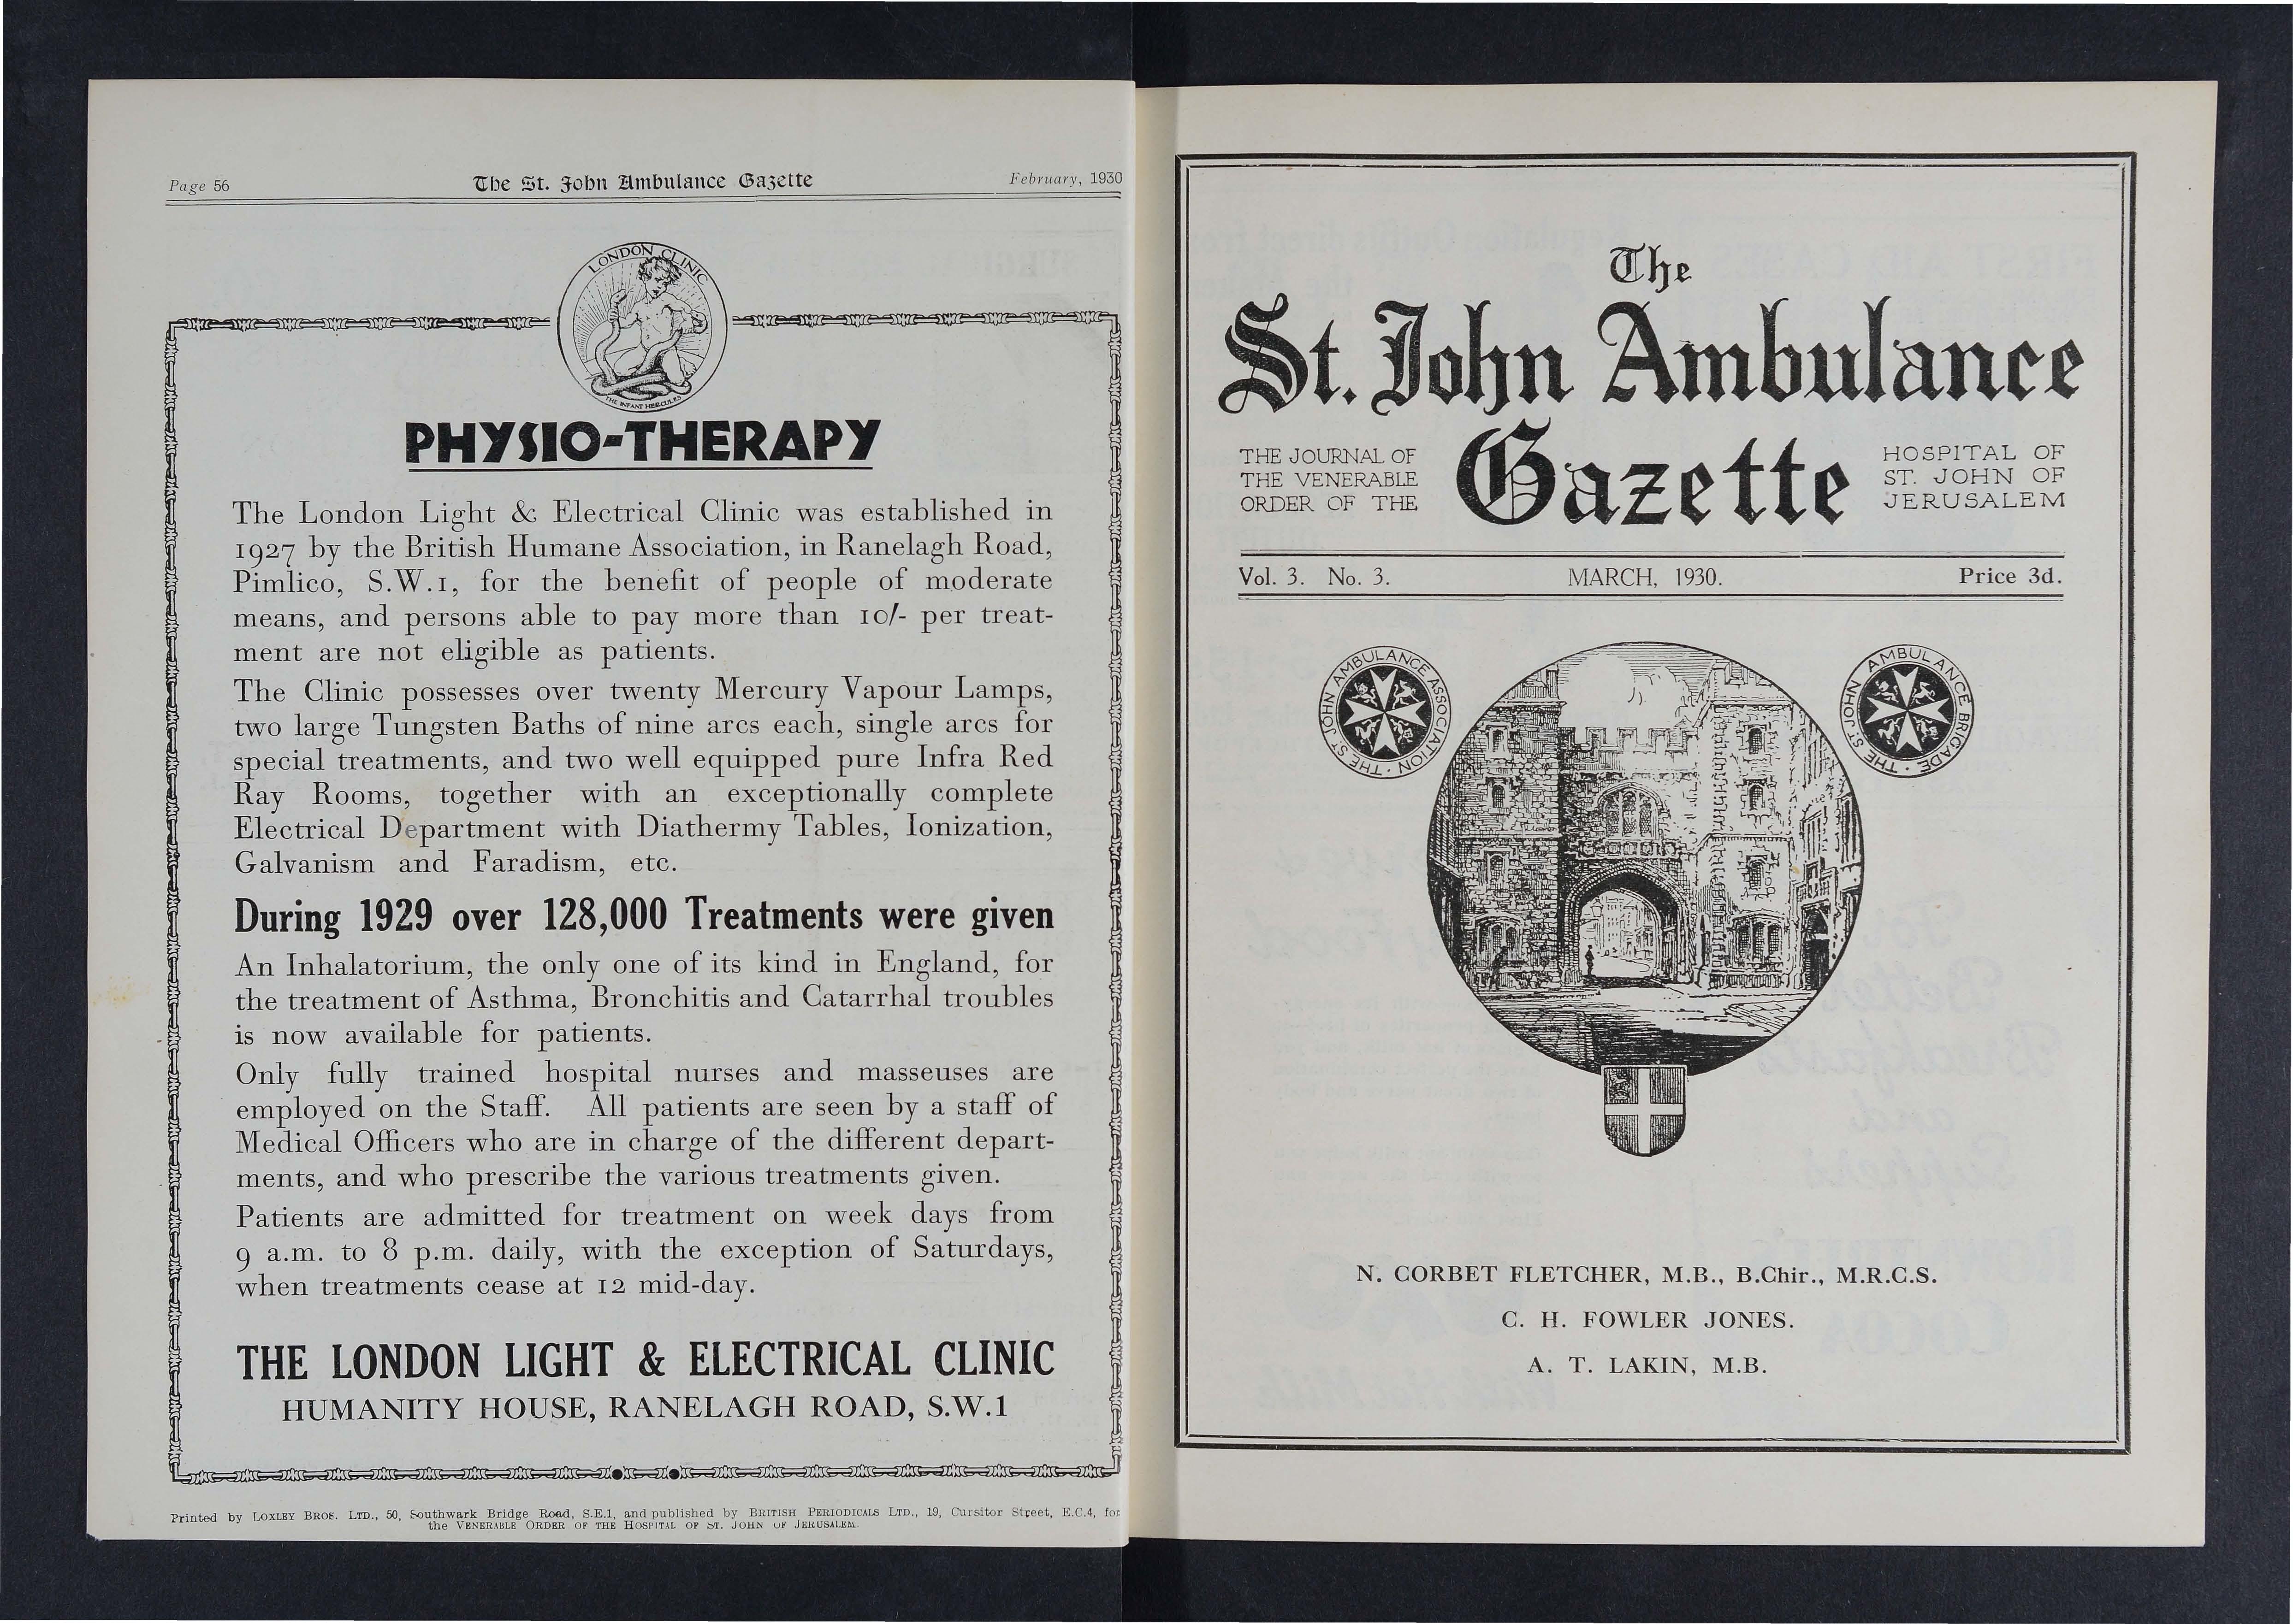 Page 56 The St. John Ambulance Gazette February, 1930
LONDON CLINIC
THE INFANT HERCULES
PHYSIO-THERAPY
The London Light & Electrical Clinic was established in
1927 by the British Humane Association, in Ranelagh Road,
Pimlico, S.W.1, for the benefit of people of moderate
means, and persons able to pay more than 10/- per treat-
ment are not eligible as patients.
The Clinic possesses over twenty Mercury Vapour Lamps,
two large Tungsten Baths of nine arcs each, single arcs for
special treatments, and two well equipped pure Infra Red
Ray Rooms, together with an exceptionally complete
Electrical Department with Diathermy Tables, Ionization,
Galvanism and Faradism, etc.
During 1929 over 128,000 Treatments were given
An Inhalatorium, the only one of its kind in England, for
the treatment of Asthma, Bronchitis and Catarrhal troubles
is now available for patients.
Only fully trained hospital nurses and masseuses are
employed on the Staff. All patients are seen by a staff of
Medical Officers who are in charge of the different depart-
ments, and who prescribe the various treatments given.
Patients are admitted for treatment on week days from
9 a.m. to 8 p.m. daily, with the exception of Saturdays,
when treatments cease at 12 mid-day.
THE LONDON LIGHT & ELECTRICAL CLINIC
HUMANITY HOUSE, RANELAGH ROAD, S.W.1
Printed by LOXLEY BROS. LTD., 50, Southwark Bridge Road, S.E.1, and published by BRITISH PERIODICALS LTD., 19, Cursitor Street, E.C.4, for
the VENERABLE ORDER OF THE HOSPITAL OF ST. JOHN OF JERUSALEM.
The
St. John Ambulance
Gazette
THE JOURNAL OF
THE VENERABLE
ORDER OF THE
HOSPITAL OF
ST. JOHN OF
JERUSALEM
Vol. 3. No. 3. MARCH, 1930. Price 3d.
THE ST JOHN AMBULANCE ASSOCIATION
THE ST JOHN AMBULANCE BRIGADE
N. CORBET FLETCHER, M.B., B.Chir., M.R.C.S.
C. H. FOWLER JONES.
A. T. LAKIN, M.B.